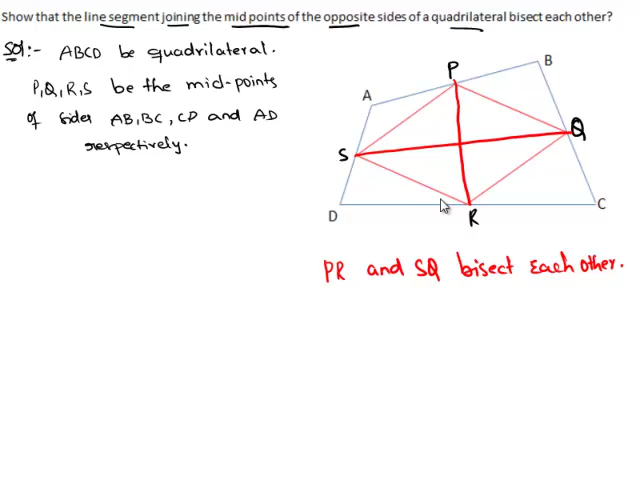 Show that the line segment joining the mid points of the opposite sides of a quadrilateral bisect each other?
Sol:- ABCD be quadrilateral.
P,Q,R,S be the mid-points
of sides AB, BC, CD and AD
respectively.
P
B
A
Q
S
D
R
C
PR and SQ bisect Each other.